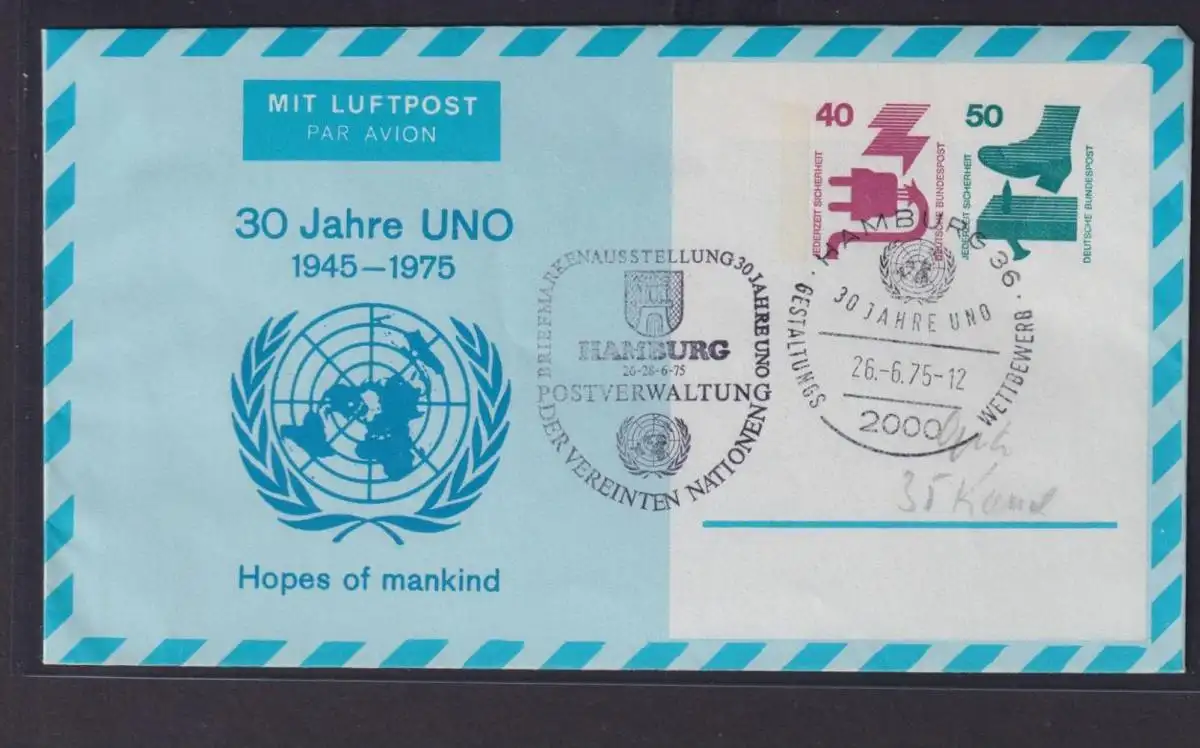 MIT LUFTPOST
PAR AVION
30 Jahre UNO
1945–1975
Hopes of mankind
BRIEFMARKENAUSSTELLUNG 30 JAHRE UNO
HAMBURG
26-28-6-75
POSTVERWALTUNG
DER VEREINTEN NATIONEN
40
JEDERZEIT SICHERHEIT
DEUTSCHE BUNDESPOST
50
JEDERZEIT SICHERHEIT
DEUTSCHE BUNDESPOST
HAMBURG 36
30 JAHRE UNO
GESTALTUNGS
WETTBEWERB
26.-6.75-12
2000
35